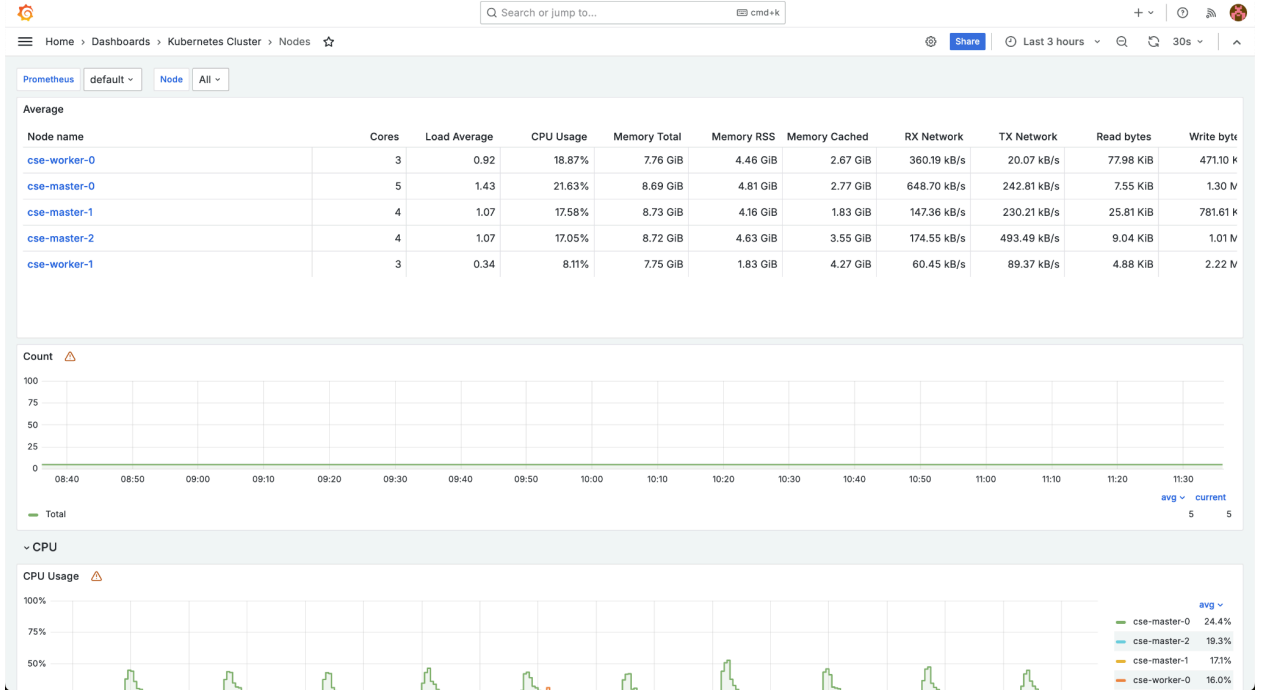 Search or jump to... cmd+k
Home › Dashboards › Kubernetes Cluster › Nodes Share Last 3 hours 30s
Prometheus default Node All
Average
Node name Cores Load Average CPU Usage Memory Total Memory RSS Memory Cached RX Network TX Network Read bytes Write byte
cse-worker-0 3 0.92 18.87% 7.76 GiB 4.46 GiB 2.67 GiB 360.19 kB/s 20.07 kB/s 77.98 KiB 471.10 K
cse-master-0 5 1.43 21.63% 8.69 GiB 4.81 GiB 2.77 GiB 648.70 kB/s 242.81 kB/s 7.55 KiB 1.30 M
cse-master-1 4 1.07 17.58% 8.73 GiB 4.16 GiB 1.83 GiB 147.36 kB/s 230.21 kB/s 25.81 KiB 781.61 K
cse-master-2 4 1.07 17.05% 8.72 GiB 4.63 GiB 3.55 GiB 174.55 kB/s 493.49 kB/s 9.04 KiB 1.01 M
cse-worker-1 3 0.34 8.11% 7.75 GiB 1.83 GiB 4.27 GiB 60.45 kB/s 89.37 kB/s 4.88 KiB 2.22 M
Count
100
75
50
25
0
08:40 08:50 09:00 09:10 09:20 09:30 09:40 09:50 10:00 10:10 10:20 10:30 10:40 10:50 11:00 11:10 11:20 11:30
avg current
Total 5 5
CPU
CPU Usage
100%
75%
50%
avg
cse-master-0 24.4%
cse-master-2 19.3%
cse-master-1 17.1%
cse-worker-0 16.0%